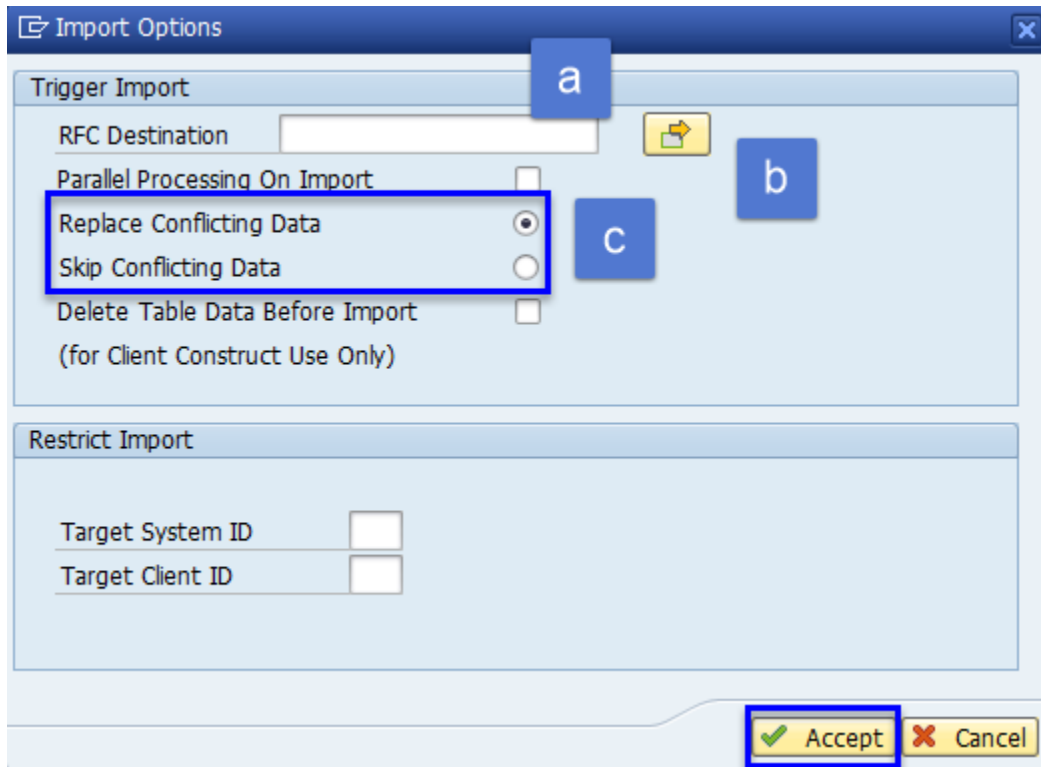 Import Options
a
Trigger Import
RFC Destination
b
Parallel Processing On Import
Replace Conflicting Data
c
Skip Conflicting Data
Delete Table Data Before Import
(for Client Construct Use Only)
Restrict Import
Target System ID
Target Client ID
Accept Cancel